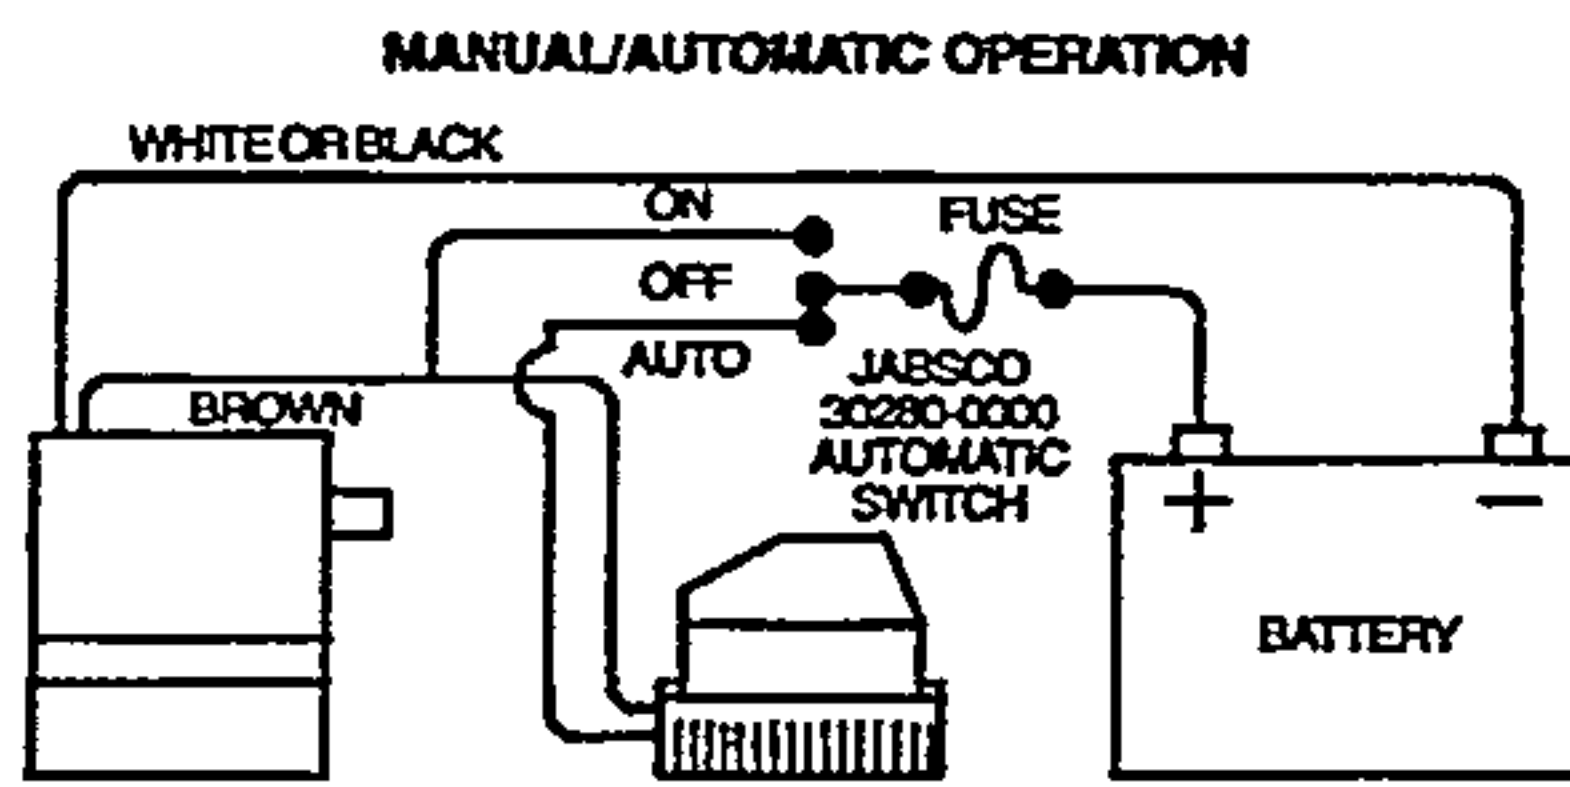 MANUAL/AUTOMATIC OPERATION
WHITE OR BLACK
ON
FUSE
OFF
AUTO
JABSCO
30280-0000
AUTOMATIC
SWITCH
BROWN
+
−
BATTERY